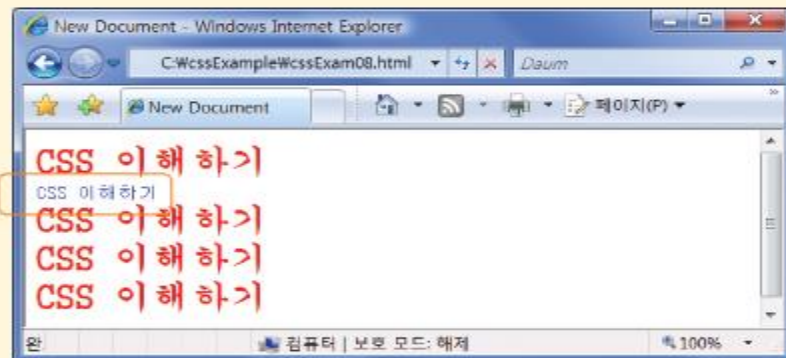 New Document - Windows Internet Explorer
C:₩cssExample₩cssExam08.html Daum
New Document 페이지(P)
CSS 이해하기
CSS 이해하기
CSS 이해하기
CSS 이해하기
CSS 이해하기
완 컴퓨터 | 보호 모드: 해제 100%